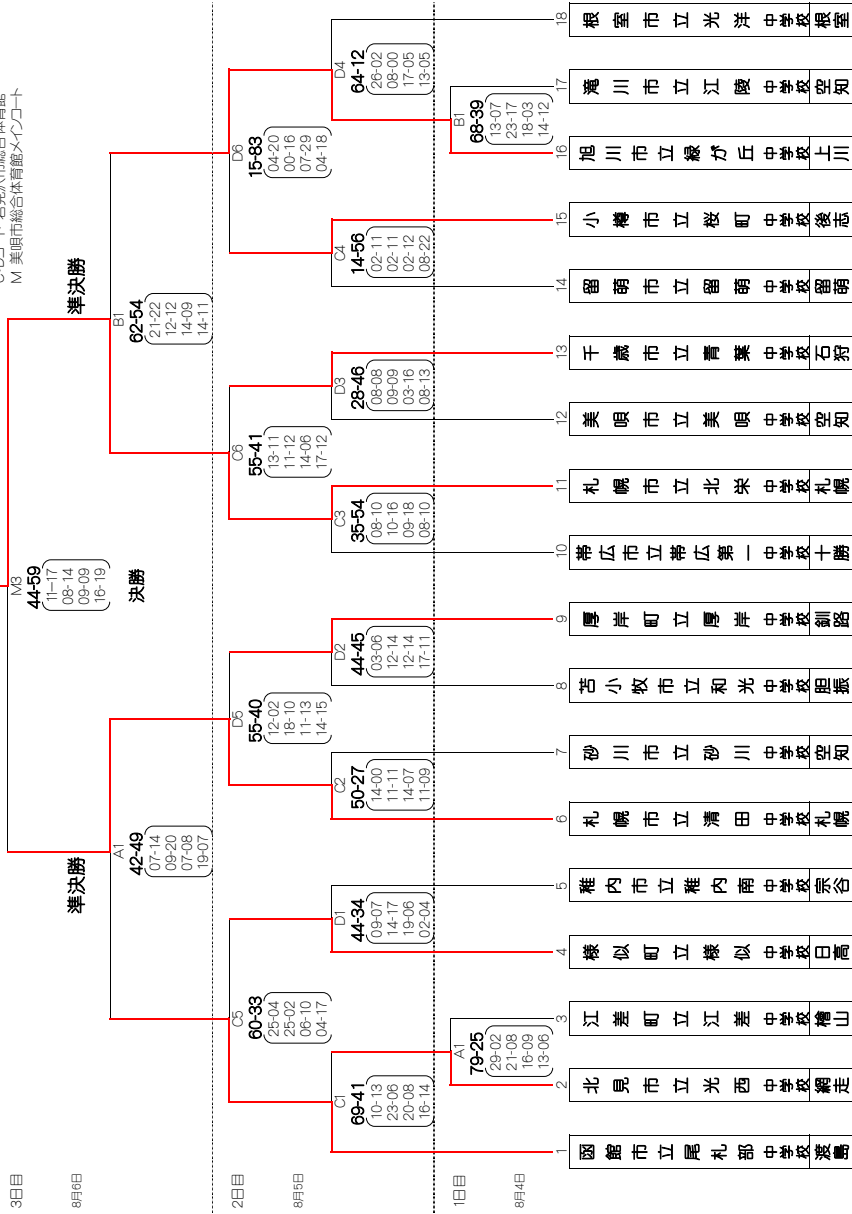 M 美唄市総合体育館メインコート
3日目
8月6日
2日目
8月5日
1日目
8月4日
M3
44-59
11-17
08-14
09-09
16-19
決勝
準決勝
A1
42-49
07-14
09-20
07-08
19-07
準決勝
B1
62-54
21-22
12-12
14-09
14-11
C5
60-33
25-04
25-02
06-10
04-17
D5
55-40
12-02
18-10
11-13
14-15
C6
55-41
13-11
11-12
14-06
17-12
D6
15-83
04-20
00-16
07-29
04-18
C1
69-41
10-13
23-06
20-08
16-14
D1
44-34
09-07
14-17
19-06
02-04
C2
50-27
14-00
11-11
14-07
11-09
D2
44-45
03-06
12-14
12-14
17-11
C3
35-54
08-10
10-16
09-18
08-10
D3
28-46
08-08
09-09
03-16
08-13
C4
14-56
02-11
02-11
02-12
08-22
D4
64-12
26-02
08-00
17-05
13-05
A1
79-25
29-02
21-08
16-09
13-06
B1
68-39
13-07
23-17
18-03
14-12
1 函館市立尾札部中学校 渡島
2 北見市立光西中学校 網走
3 江差町立江差中学校 檜山
4 様似町立様似中学校 日高
5 稚内市立稚内南中学校 宗谷
6 札幌市立清田中学校 札幌
7 砂川市立砂川中学校 空知
8 苫小牧市立和光中学校 胆振
9 厚岸町立厚岸中学校 釧路
10 帯広市立帯広第一中学校 十勝
11 札幌市立北栄中学校 札幌
12 美唄市立美唄中学校 空知
13 千歳市立青葉中学校 石狩
14 留萌市立留萌中学校 留萌
15 小樽市立桜町中学校 後志
16 旭川市立緑が丘中学校 上川
17 滝川市立江陵中学校 空知
18 根室市立光洋中学校 根室